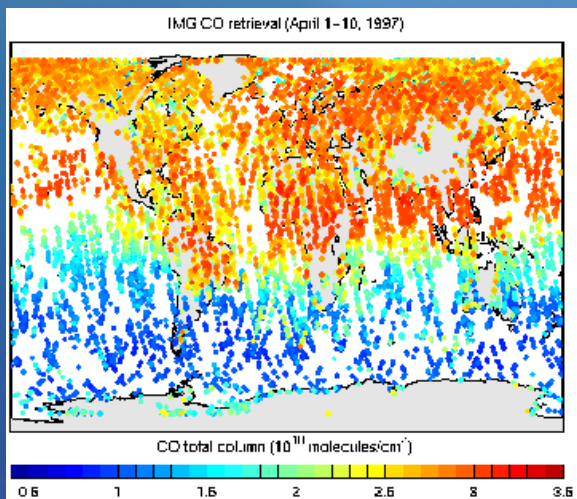 IMG CO retrieval (April 1-10, 1997)
CO total column (10 molecules/cm
0.5 1 1.5 2 2.5 3 3.5